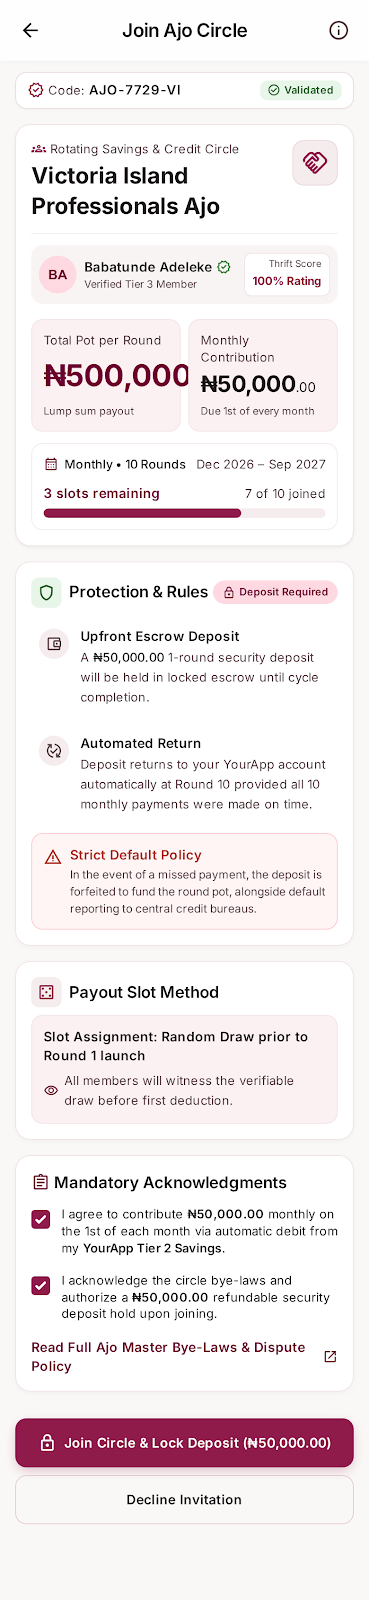 Join Ajo Circle
Code: AJO-7729-VI
Validated
Rotating Savings & Credit Circle
Victoria Island
Professionals Ajo
BA
Babatunde Adeleke
Verified Tier 3 Member
Thrift Score
100% Rating
Total Pot per Round
₦500,000
Lump sum payout
Monthly
Contribution
₦50,000.00
Due 1st of every month
Monthly • 10 Rounds
Dec 2026 – Sep 2027
3 slots remaining
7 of 10 joined
Protection & Rules
Deposit Required
Upfront Escrow Deposit
A ₦50,000.00 1-round security deposit
will be held in locked escrow until cycle
completion.
Automated Return
Deposit returns to your YourApp account
automatically at Round 10 provided all 10
monthly payments were made on time.
Strict Default Policy
In the event of a missed payment, the deposit is
forfeited to fund the round pot, alongside default
reporting to central credit bureaus.
Payout Slot Method
Slot Assignment: Random Draw prior to
Round 1 launch
All members will witness the verifiable
draw before first deduction.
Mandatory Acknowledgments
I agree to contribute ₦50,000.00 monthly on
the 1st of each month via automatic debit from
my YourApp Tier 2 Savings.
I acknowledge the circle bye-laws and
authorize a ₦50,000.00 refundable security
deposit hold upon joining.
Read Full Ajo Master Bye-Laws & Dispute
Policy
Join Circle & Lock Deposit (₦50,000.00)
Decline Invitation